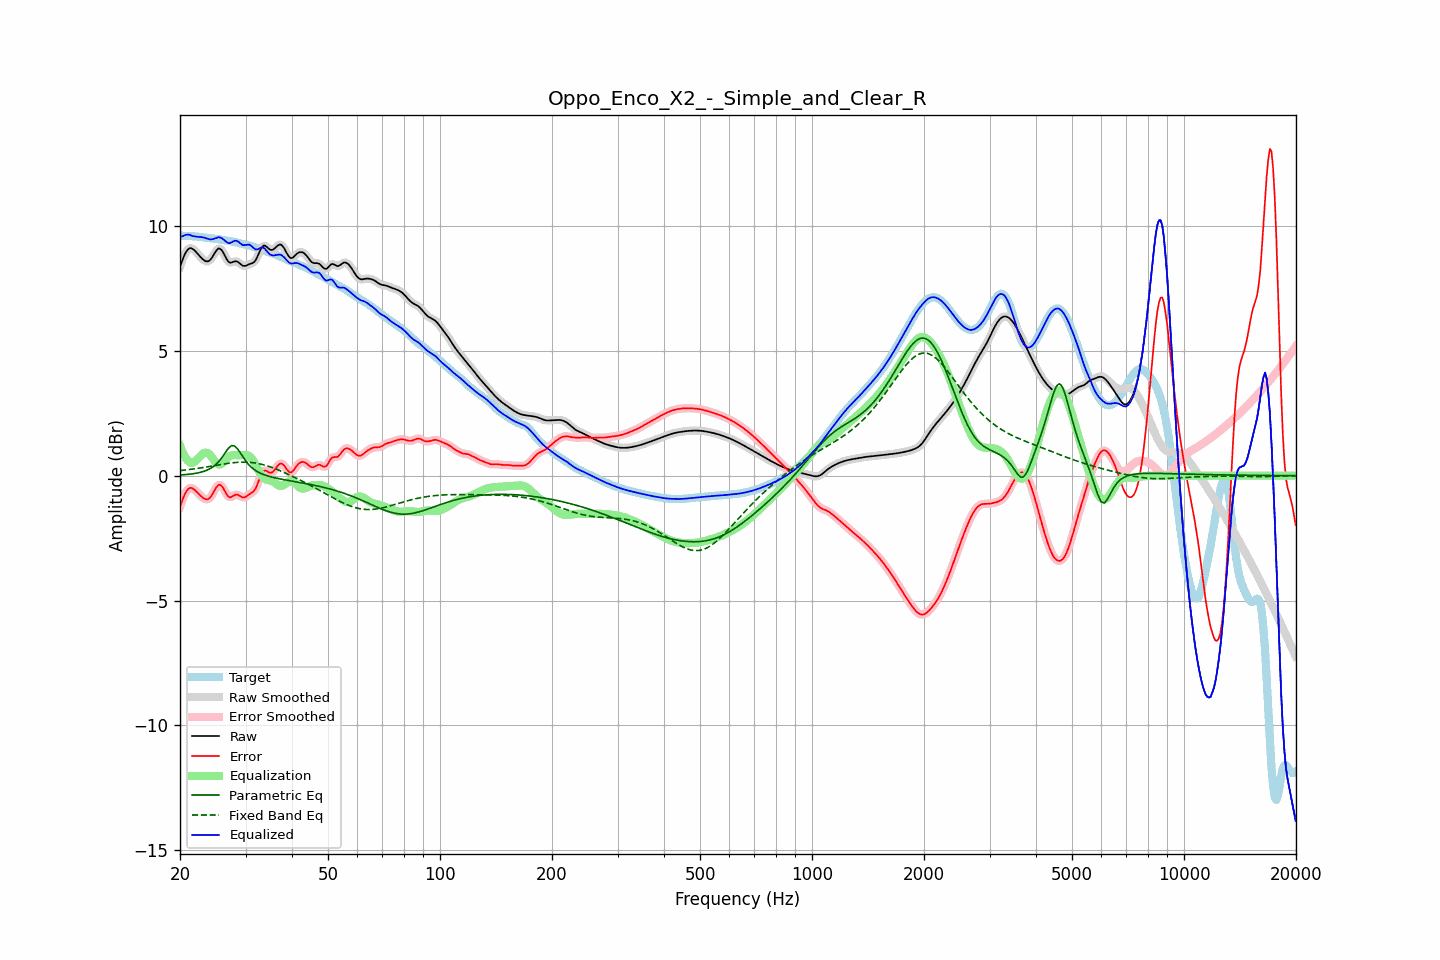 Oppo_Enco_X2_-_Simple_and_Clear_R
Amplitude (dBr)
10
5
0
−5
−10
−15
Target
Raw Smoothed
Error Smoothed
Raw
Error
Equalization
Parametric Eq
Fixed Band Eq
Equalized
20 50 100 200 500 1000 2000 5000 10000 20000
Frequency (Hz)